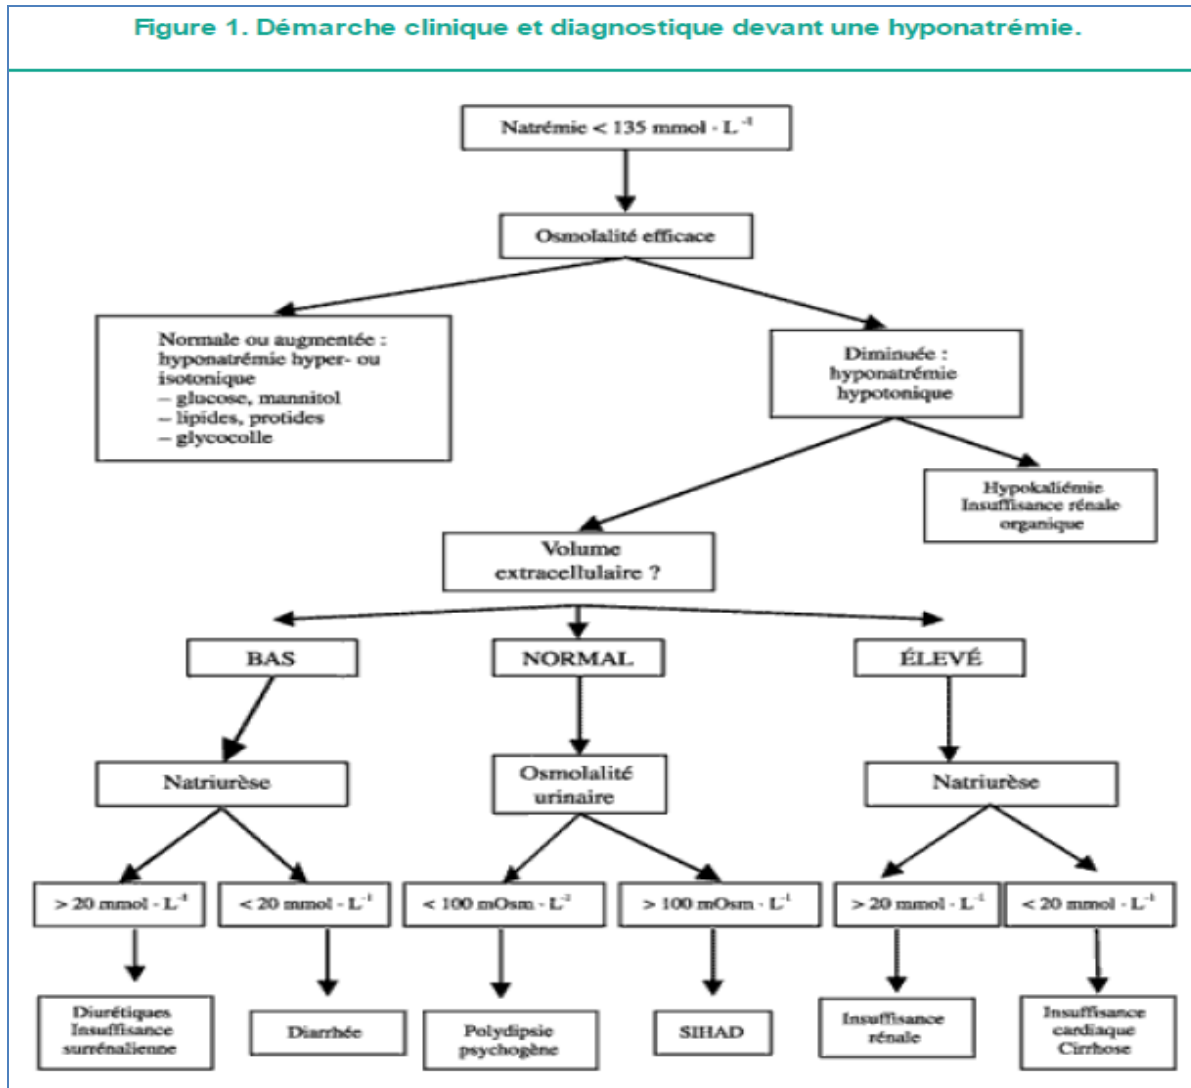 Figure 1. Démarche clinique et diagnostique devant une hyponatrémie.
Natrémie < 135 mmol · L⁻¹
Osmolalité efficace
Normale ou augmentée :
hyponatrémie hyper- ou
isotonique
– glucose, mannitol
– lipides, protides
– glycocolle
Diminuée :
hyponatrémie
hypotonique
Hypokaliémie
Insuffisance rénale
organique
Volume
extracellulaire ?
BAS
NORMAL
ÉLEVÉ
Natriurèse
Osmolalité
urinaire
Natriurèse
> 20 mmol · L⁻¹
< 20 mmol · L⁻¹
< 100 mOsm · L⁻¹
> 100 mOsm · L⁻¹
> 20 mmol · L⁻¹
< 20 mmol · L⁻¹
Diurétiques
Insuffisance
surrénalienne
Diarrhée
Polydipsie
psychogène
SIHAD
Insuffisance
rénale
Insuffisance
cardiaque
Cirrhose